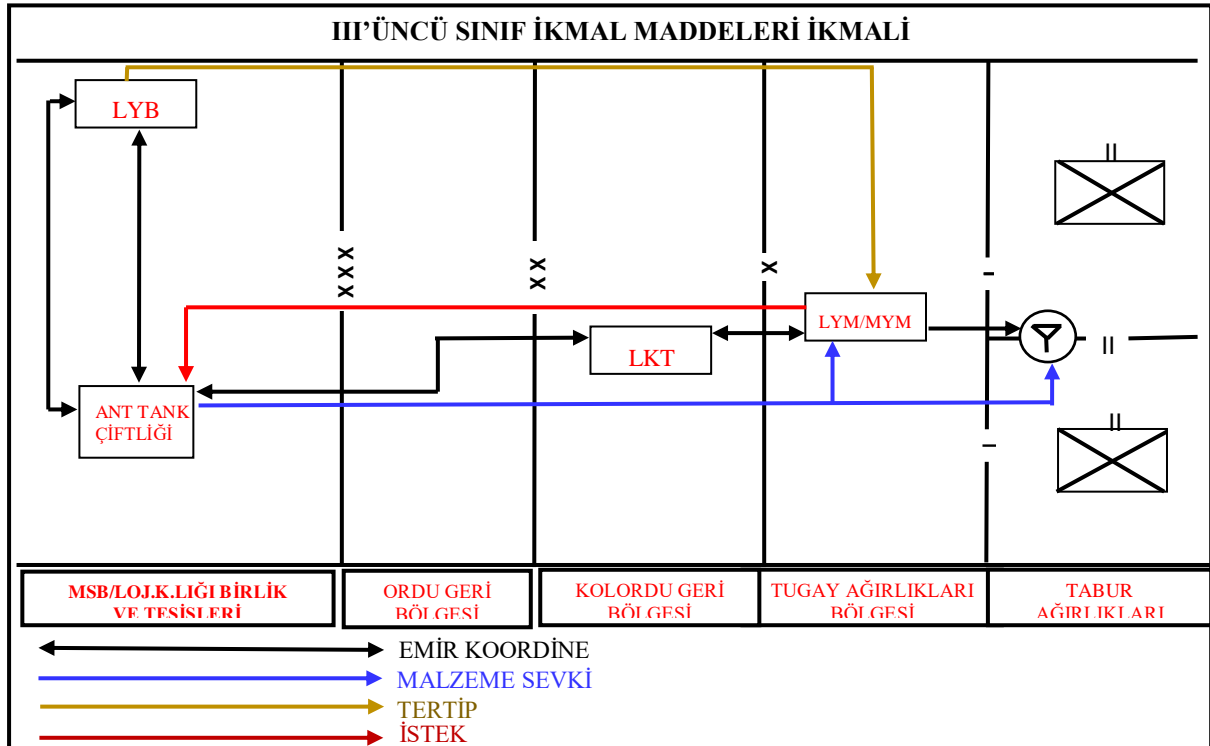 III’ÜNCÜ SINIF İKMAL MADDELERİ İKMALİ
LYB
XXX
XX
X
I
II
LYM/MYM
LKT
II
ANT TANK
ÇİFTLİĞİ
I
II
MSB/LOJ.K.LIĞI BİRLİK
VE TESİSLERİ
ORDU GERİ
BÖLGESİ
KOLORDU GERİ
BÖLGESİ
TUGAY AĞIRLIKLARI
BÖLGESİ
TABUR
AĞIRLIKLARI
EMİR KOORDİNE
MALZEME SEVKİ
TERTİP
İSTEK